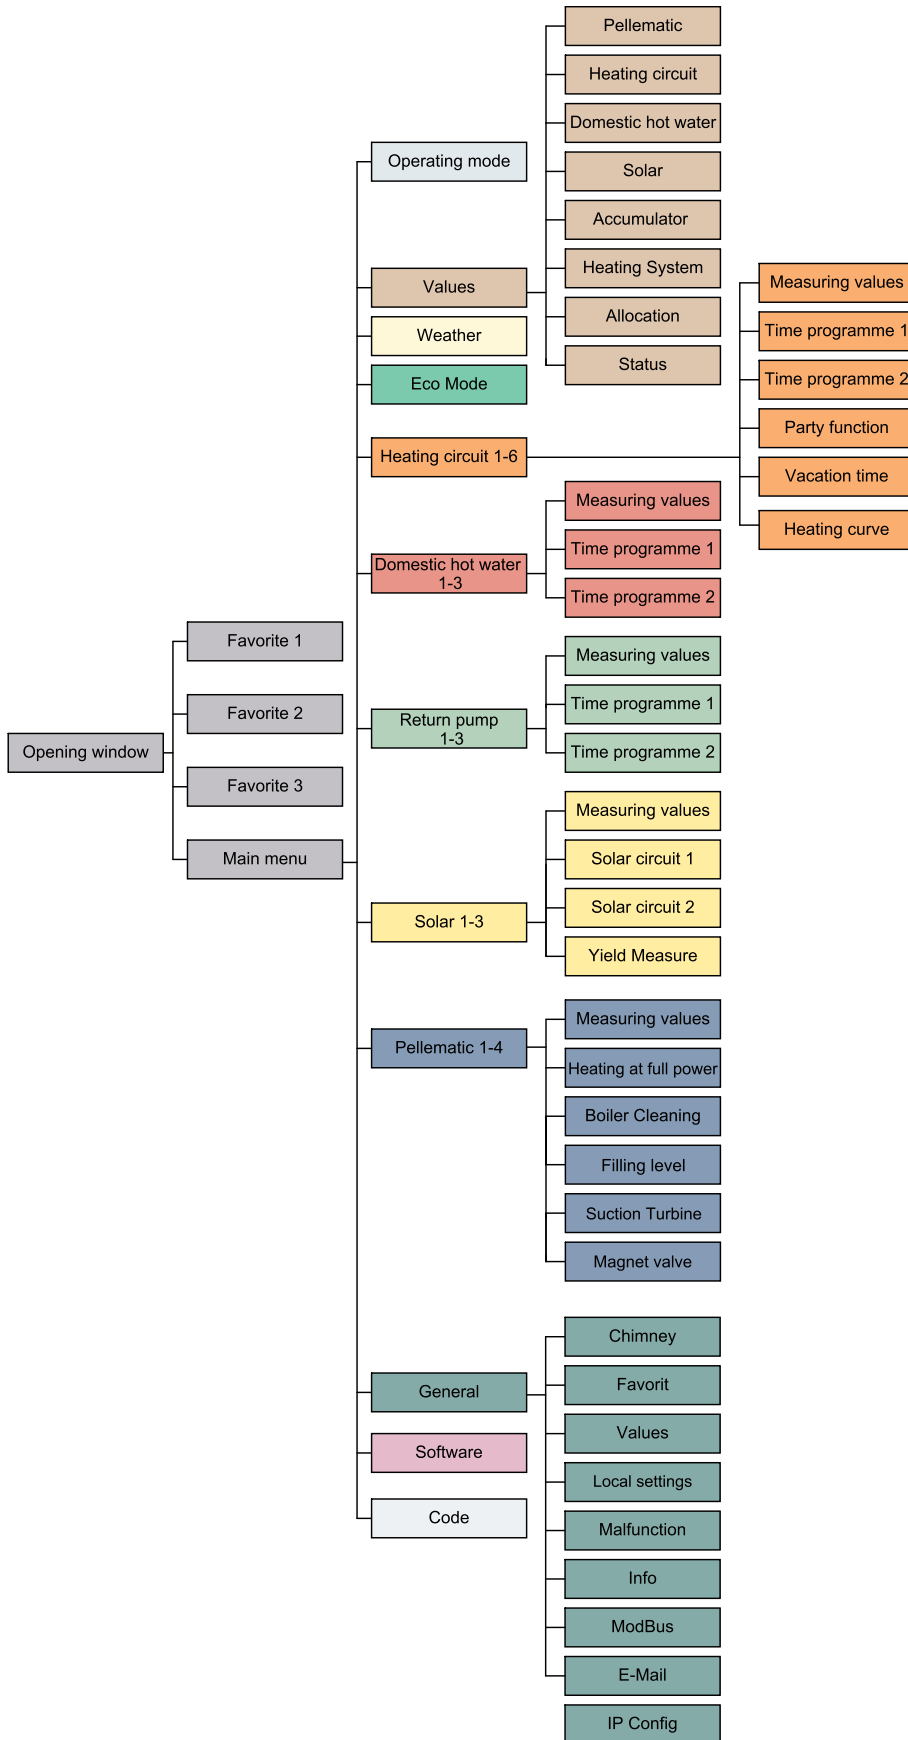 Opening window
Favorite 1
Favorite 2
Favorite 3
Main menu
Operating mode
Values
Pellematic
Heating circuit
Domestic hot water
Solar
Accumulator
Heating System
Allocation
Status
Weather
Eco Mode
Heating circuit 1-6
Measuring values
Time programme 1
Time programme 2
Party function
Vacation time
Heating curve
Domestic hot water
1-3
Measuring values
Time programme 1
Time programme 2
Return pump
1-3
Measuring values
Time programme 1
Time programme 2
Solar 1-3
Measuring values
Solar circuit 1
Solar circuit 2
Yield Measure
Pellematic 1-4
Measuring values
Heating at full power
Boiler Cleaning
Filling level
Suction Turbine
Magnet valve
General
Chimney
Favorit
Values
Local settings
Malfunction
Info
ModBus
E-Mail
IP Config
Software
Code